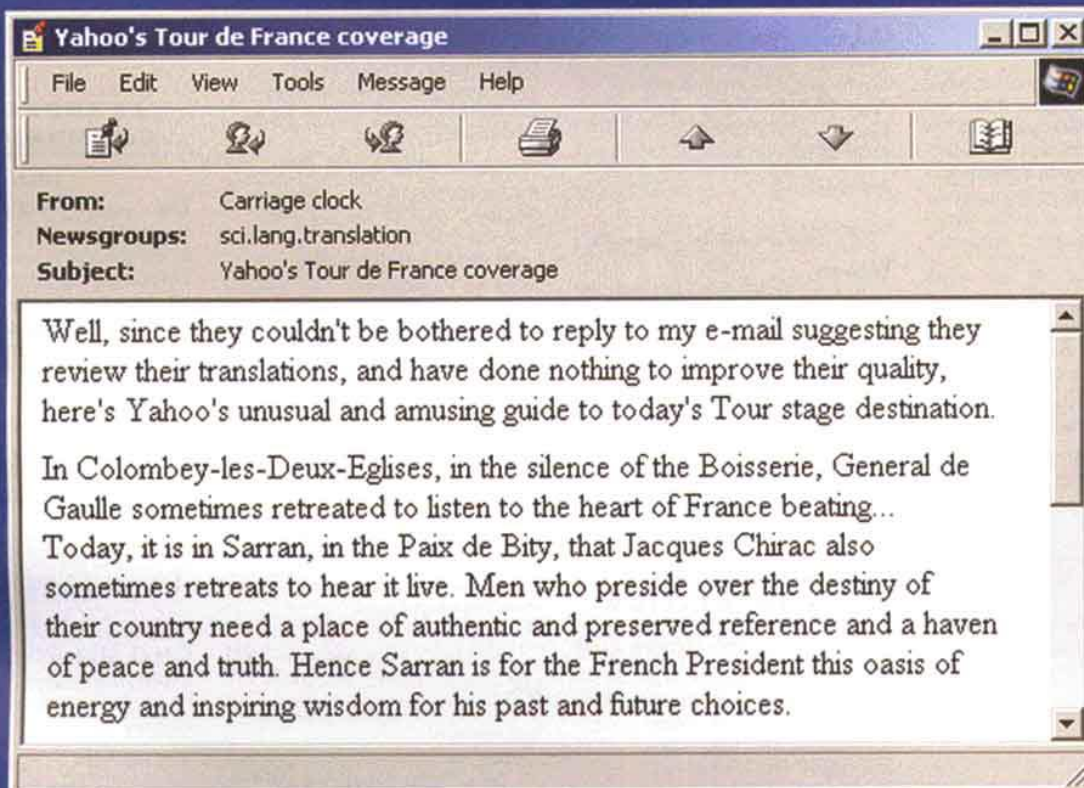 Yahoo's Tour de France coverage
File Edit View Tools Message Help
From: Carriage clock
Newsgroups: sci.lang.translation
Subject: Yahoo's Tour de France coverage
Well, since they couldn't be bothered to reply to my e-mail suggesting they
review their translations, and have done nothing to improve their quality,
here's Yahoo's unusual and amusing guide to today's Tour stage destination.
In Colombey-les-Deux-Eglises, in the silence of the Boisserie, General de
Gaulle sometimes retreated to listen to the heart of France beating...
Today, it is in Sarran, in the Paix de Bity, that Jacques Chirac also
sometimes retreats to hear it live. Men who preside over the destiny of
their country need a place of authentic and preserved reference and a haven
of peace and truth. Hence Sarran is for the French President this oasis of
energy and inspiring wisdom for his past and future choices.